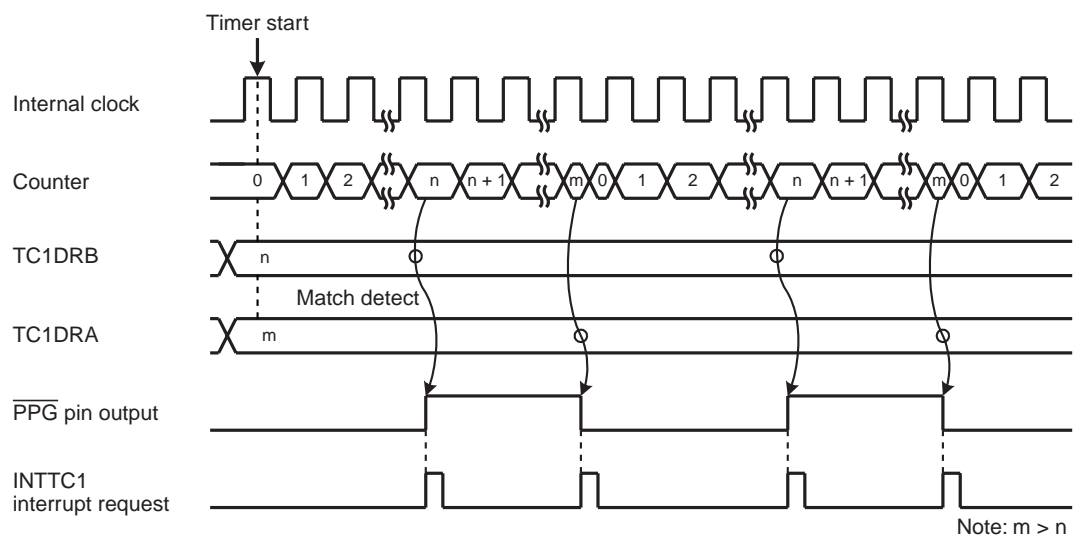 Timer start
Internal clock
Counter
0 1 2 n n + 1 m 0 1 2 n n + 1 m 0 1 2
TC1DRB
n
Match detect
TC1DRA
m
PPG pin output
INTTC1
interrupt request
Note: m > n